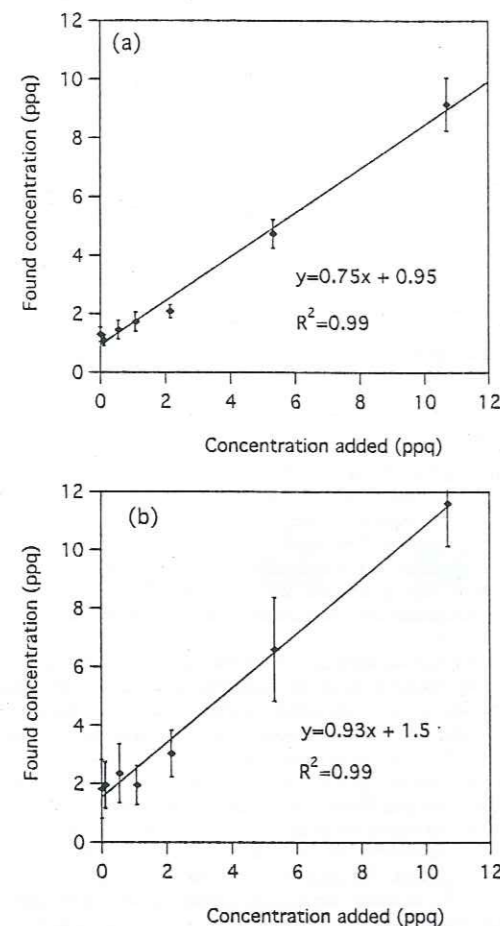 (a)
12
10
8
6
4
2
0
Found concentration (ppq)
y=0.75x + 0.95
R²=0.99
0 2 4 6 8 10 12
Concentration added (ppq)
(b)
12
10
8
6
4
2
0
Found concentration (ppq)
y=0.93x + 1.5
R²=0.99
0 2 4 6 8 10 12
Concentration added (ppq)